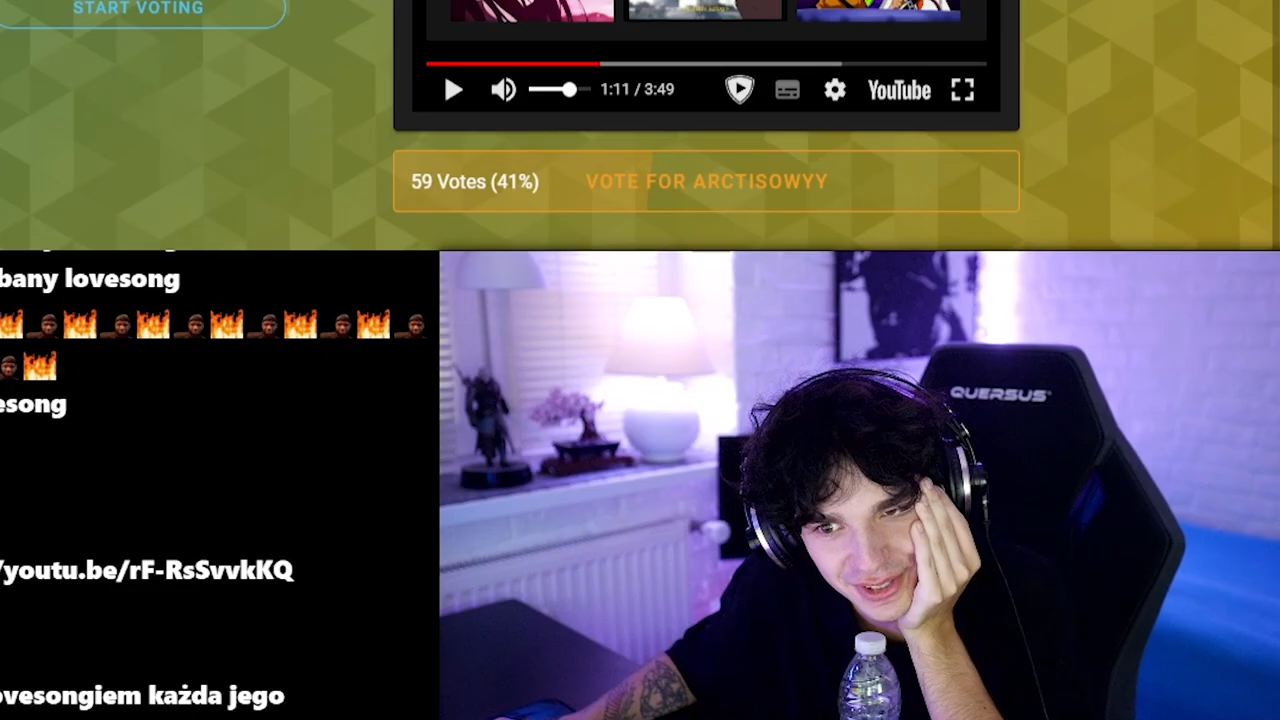 START VOTING
1:11 / 3:49
YouTube
59 Votes (41%)
VOTE FOR ARCTISOWYY
bany lovesong
esong
/youtu.be/rF-RsSvvkKQ
ovesongiem każda jego
QUERSUS